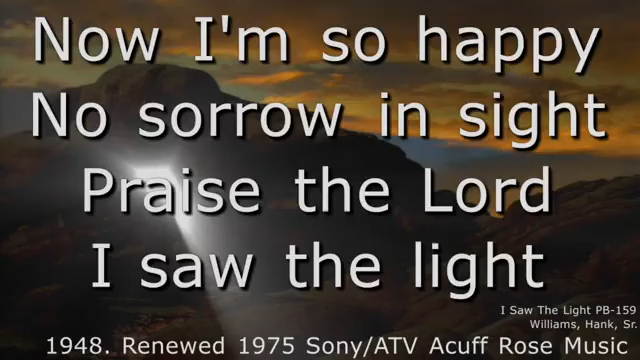 Now I'm so happy
No sorrow in sight
Praise the Lord
I saw the light
I Saw The Light PB-159
Williams, Hank, Sr.
1948. Renewed 1975 Sony/ATV Acuff Rose Music